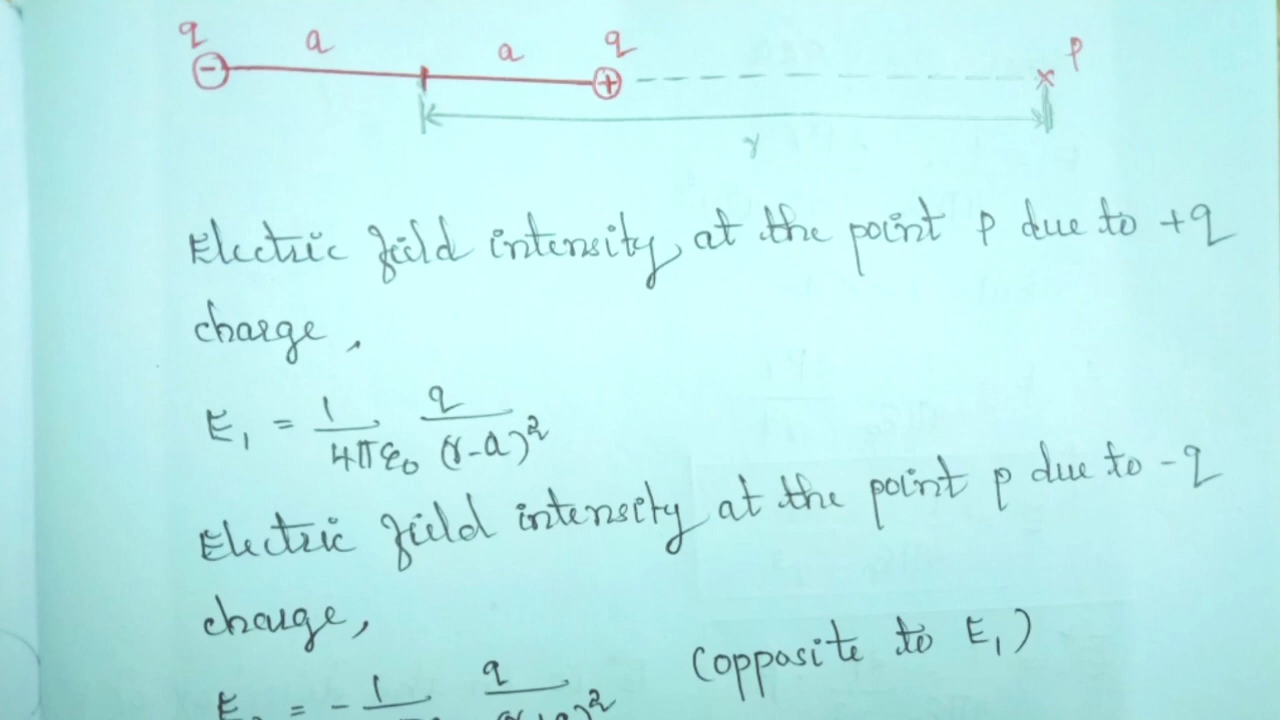 q a a q P
- +
r
Electric field intensity, at the point p due to +q
charge,
E₁ = 1/4πε₀ q/(r-a)²
Electric field intensity at the point p due to -q
charge,
= - 1 q (opposite to E₁)